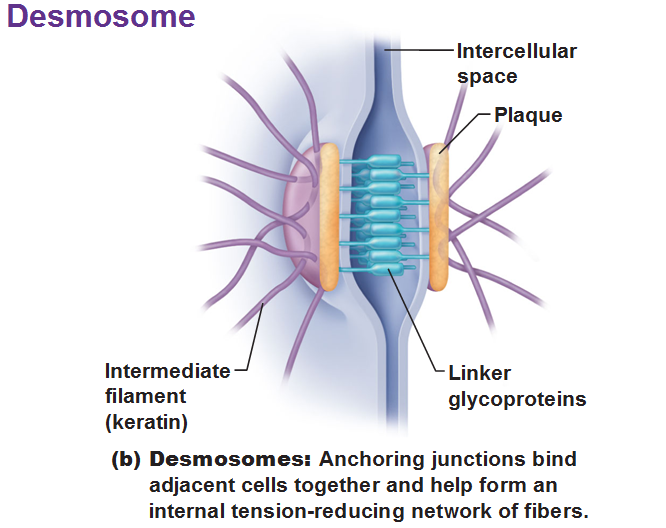 Desmosome
Intercellular
space
Plaque
Intermediate
filament
(keratin)
Linker
glycoproteins
(b) Desmosomes: Anchoring junctions bind
adjacent cells together and help form an
internal tension-reducing network of fibers.